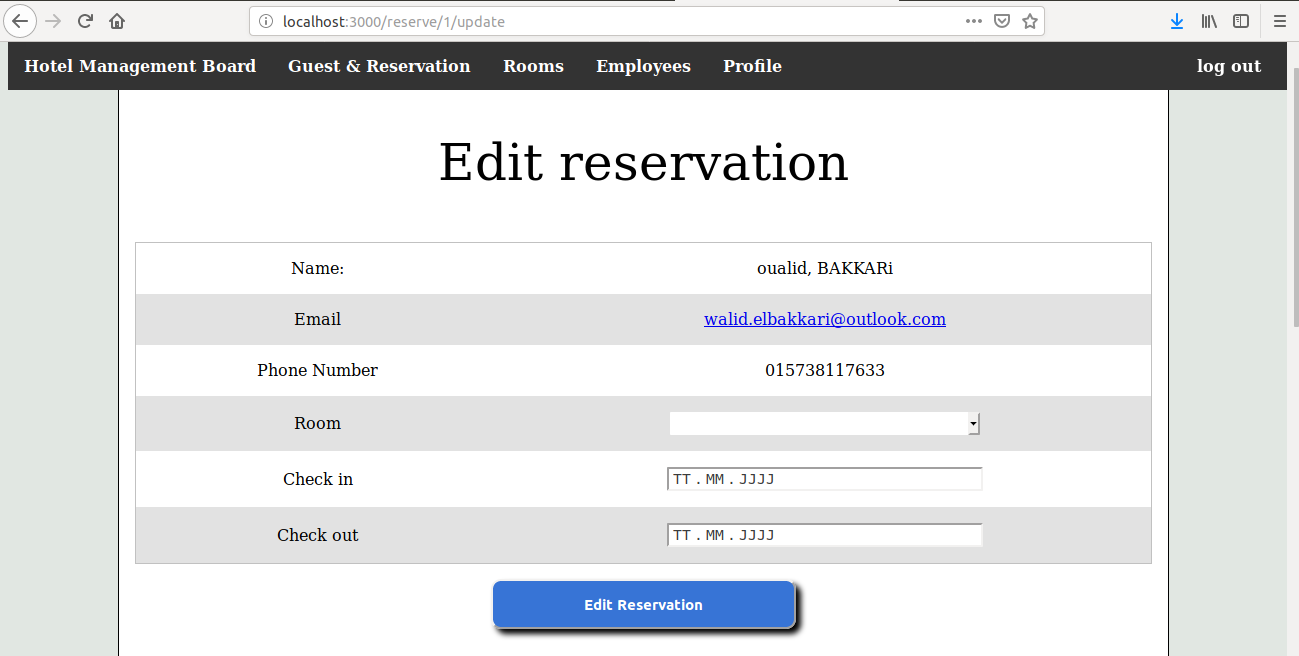 localhost:3000/reserve/1/update
Hotel Management Board Guest & Reservation Rooms Employees Profile log out
Edit reservation
Name: oualid, BAKKARi
Email walid.elbakkari@outlook.com
Phone Number 015738117633
Room
Check in TT . MM . JJJJ
Check out TT . MM . JJJJ
Edit Reservation